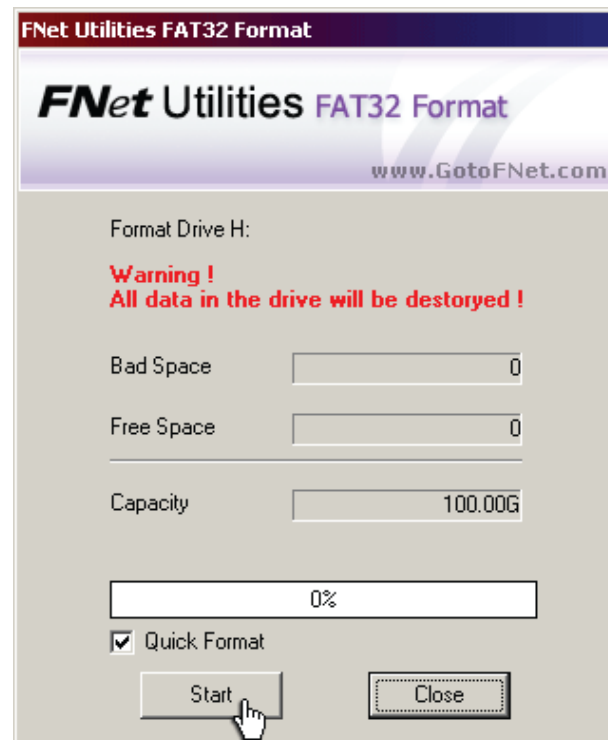 FNet Utilities FAT32 Format
FNet Utilities FAT32 Format
www.GotoFNet.com
Format Drive H:
Warning !
All data in the drive will be destoryed !
Bad Space 0
Free Space 0
Capacity 100.00G
0%
Quick Format
Start Close